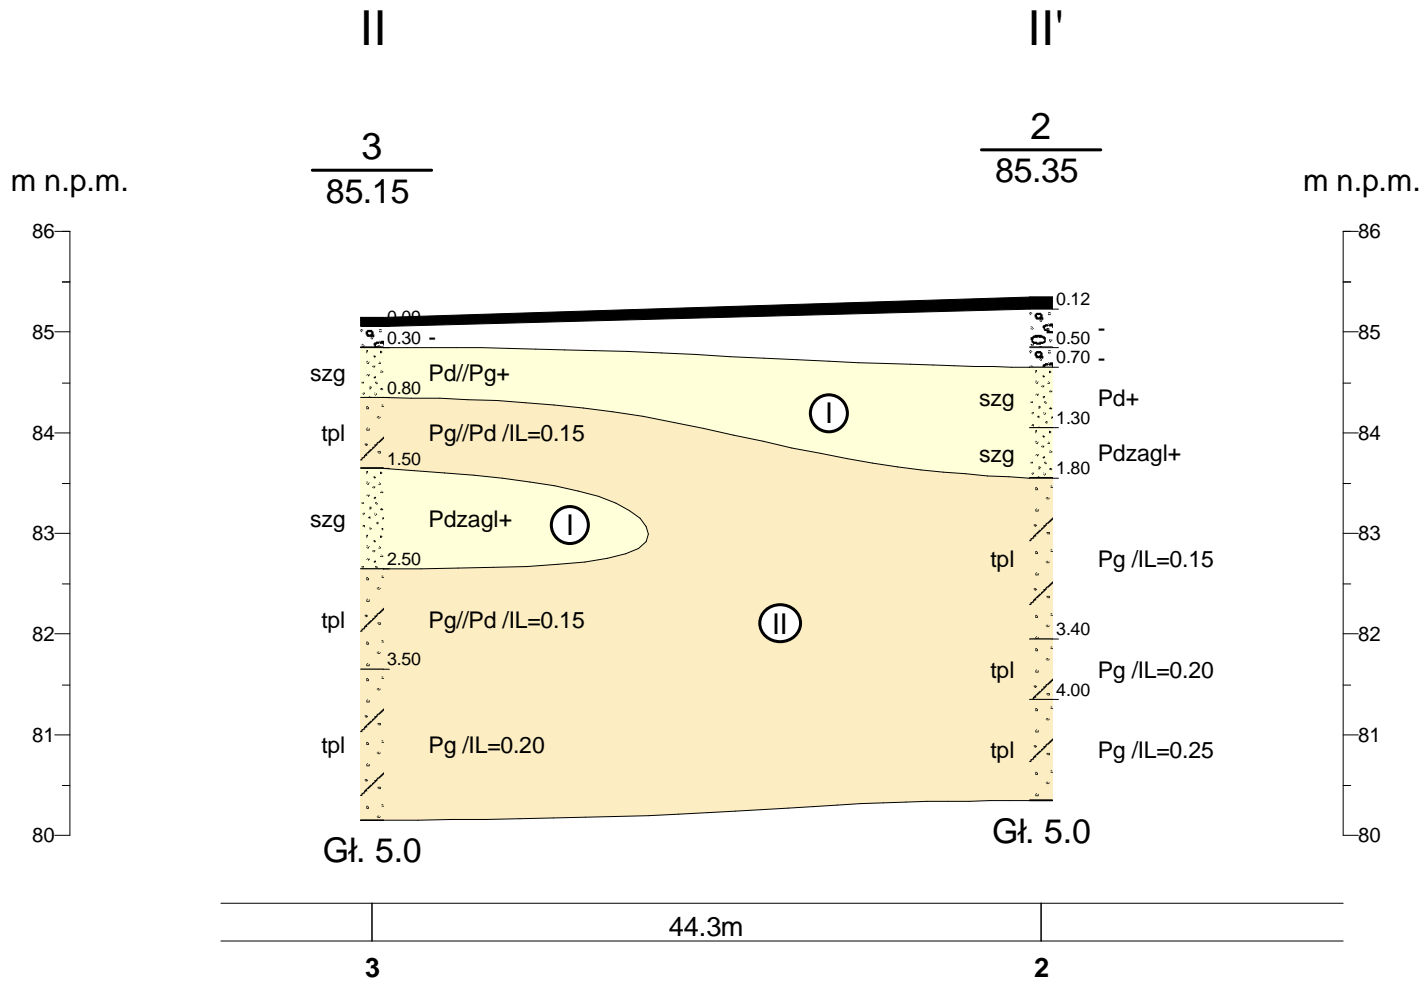 II II'
3 2
85.15 85.35
m n.p.m. m n.p.m.
86 86
0.12
85 0.30 - 0.50 - 85
0.70 -
szg Pd//Pg+
0.80
szg Pd+
I
1.30
84 tpl Pg//Pd /IL=0.15 84
1.50
szg Pdzagl+
1.80
83 szg Pdzagl+ I 83
2.50
tpl Pg /IL=0.15
82 tpl Pg//Pd /IL=0.15 II 3.40 82
3.50
tpl Pg /IL=0.20
4.00
81 tpl Pg /IL=0.20 81
tpl Pg /IL=0.25
80 80
Gł. 5.0 Gł. 5.0
44.3m
3 2